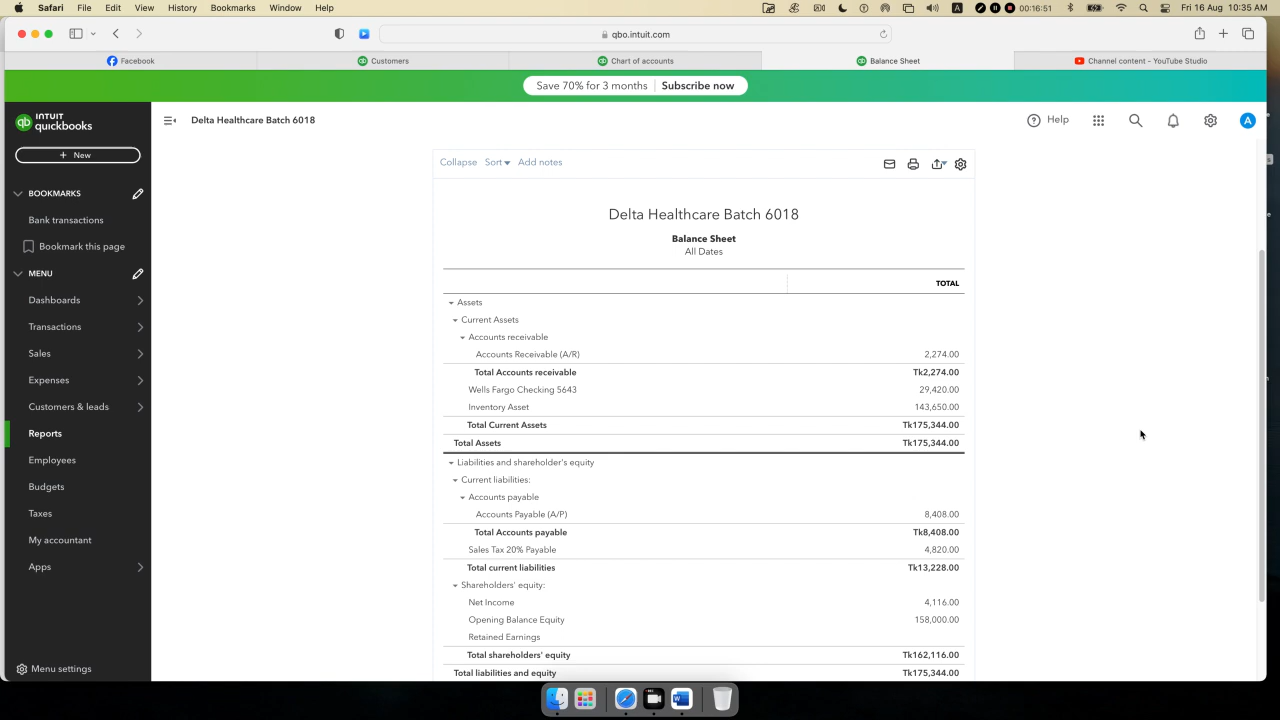 Safari File Edit View History Bookmarks Window Help A 00:16:51 Fri 16 Aug 10:35 AM
qbo.intuit.com
Facebook Customers Chart of accounts Balance Sheet Channel content – YouTube Studio
Save 70% for 3 months Subscribe now
INTUIT quickbooks
Delta Healthcare Batch 6018 Help A
+ New
BOOKMARKS
Bank transactions
Bookmark this page
MENU
Dashboards
Transactions
Sales
Expenses
Customers & leads
Reports
Employees
Budgets
Taxes
My accountant
Apps
Menu settings
Collapse Sort Add notes
Delta Healthcare Batch 6018
Balance Sheet
All Dates
TOTAL
Assets
Current Assets
Accounts receivable
Accounts Receivable (A/R) 2,274.00
Total Accounts receivable Tk2,274.00
Wells Fargo Checking 5643 29,420.00
Inventory Asset 143,650.00
Total Current Assets Tk175,344.00
Total Assets Tk175,344.00
Liabilities and shareholder's equity
Current liabilities:
Accounts payable
Accounts Payable (A/P) 8,408.00
Total Accounts payable Tk8,408.00
Sales Tax 20% Payable 4,820.00
Total current liabilities Tk13,228.00
Shareholders' equity:
Net Income 4,116.00
Opening Balance Equity 158,000.00
Retained Earnings
Total shareholders' equity Tk162,116.00
Total liabilities and equity Tk175,344.00